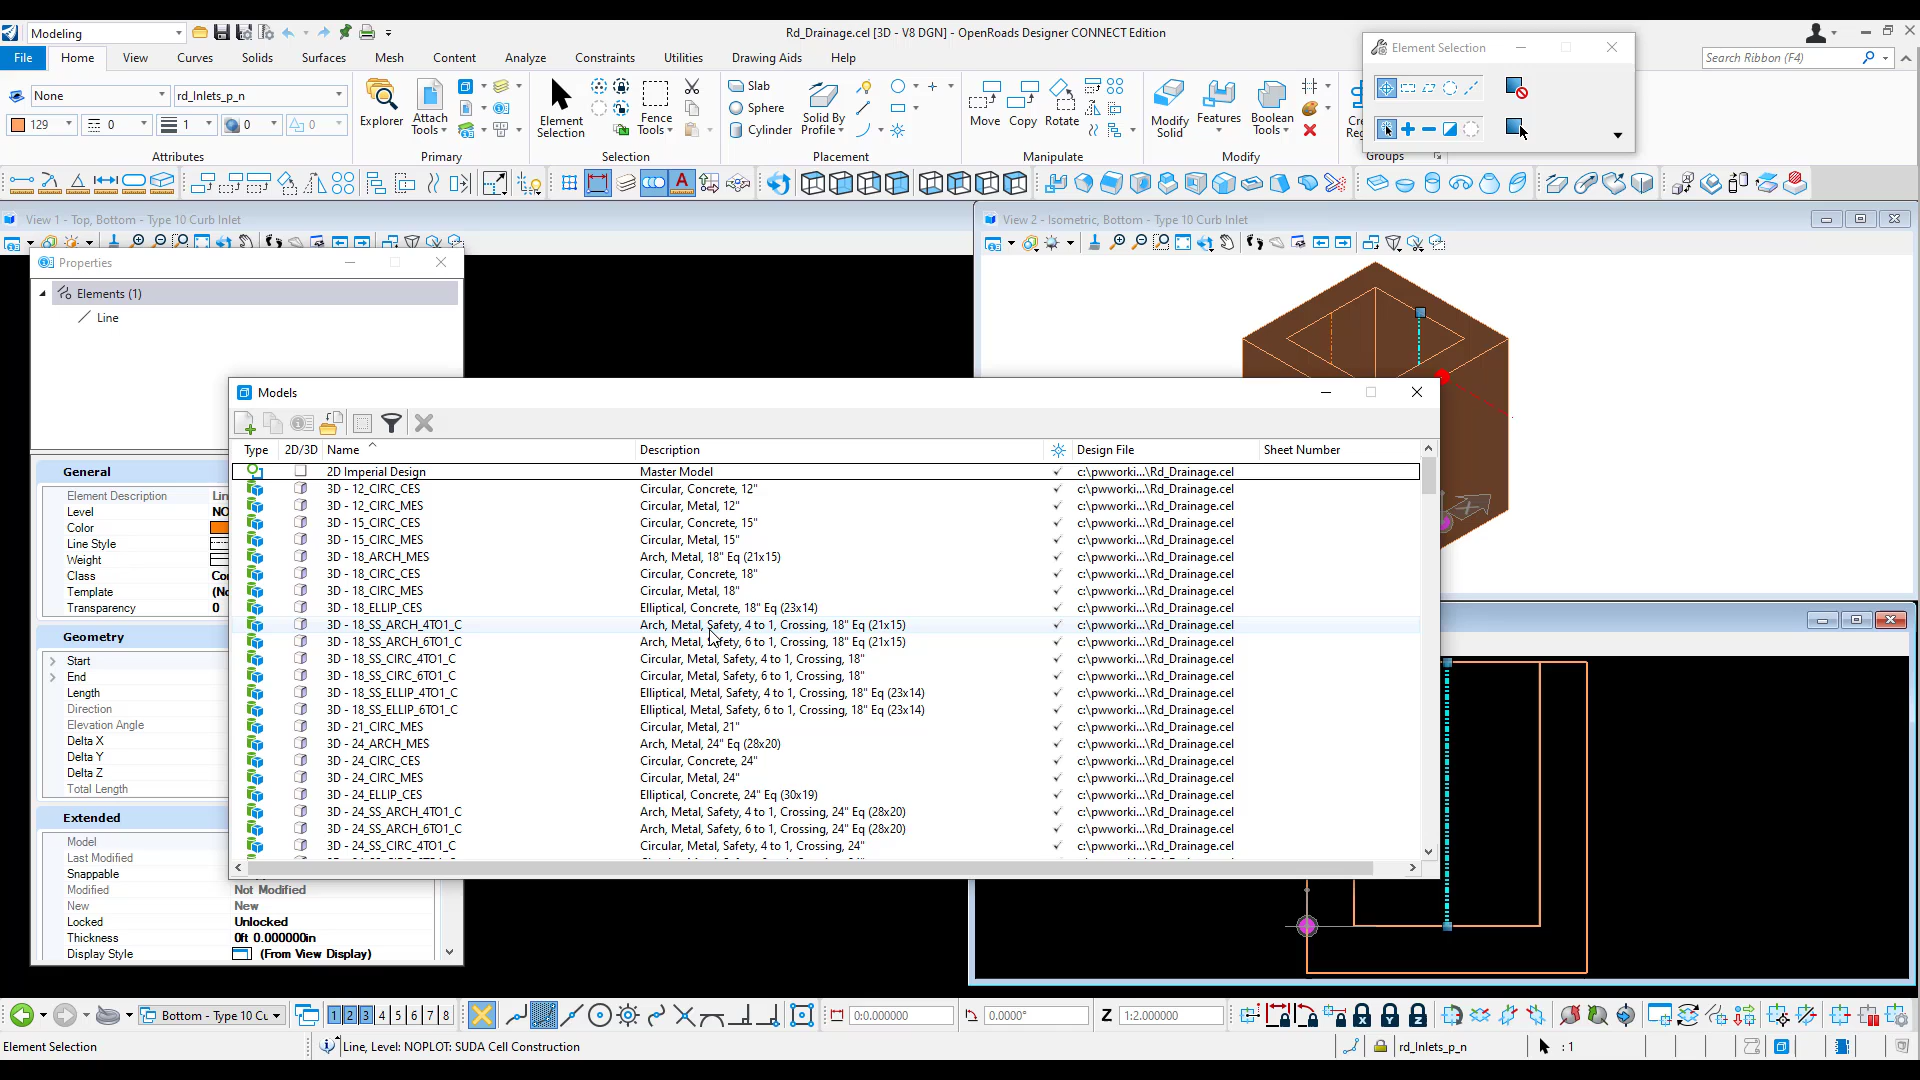 Modeling
Rd_Drainage.cel [3D - V8 DGN] - OpenRoads Designer CONNECT Edition
File Home View Curves Solids Surfaces Mesh Content Analyze Constraints Utilities Drawing Aids Help
Search Ribbon (F4)
Element Selection
None rd_Inlets_p_n
129 0 1 0 0
Explorer Attach Tools Element Selection Fence Tools
Slab
Sphere
Cylinder
Solid By Profile
Move Copy Rotate Modify Solid Features Boolean Tools
Attributes Primary Selection Placement Manipulate Modify Groups
View 1 - Top, Bottom - Type 10 Curb Inlet
View 2 - Isometric, Bottom - Type 10 Curb Inlet
Properties
Elements (1)
Line
General
Element Description
Level
Color
Line Style
Weight
Class
Template
Transparency 0
Geometry
Start
End
Length
Direction
Elevation Angle
Delta X
Delta Y
Delta Z
Total Length
Extended
Model
Last Modified
Snappable
Modified Not Modified
New New
Locked Unlocked
Thickness 0ft 0.000000in
Display Style (From View Display)
Models
Type 2D/3D Name Description Design File Sheet Number
2D Imperial Design Master Model c:\pwworki...\Rd_Drainage.cel
3D - 12_CIRC_CES Circular, Concrete, 12" c:\pwworki...\Rd_Drainage.cel
3D - 12_CIRC_MES Circular, Metal, 12" c:\pwworki...\Rd_Drainage.cel
3D - 15_CIRC_CES Circular, Concrete, 15" c:\pwworki...\Rd_Drainage.cel
3D - 15_CIRC_MES Circular, Metal, 15" c:\pwworki...\Rd_Drainage.cel
3D - 18_ARCH_MES Arch, Metal, 18" Eq (21x15) c:\pwworki...\Rd_Drainage.cel
3D - 18_CIRC_CES Circular, Concrete, 18" c:\pwworki...\Rd_Drainage.cel
3D - 18_CIRC_MES Circular, Metal, 18" c:\pwworki...\Rd_Drainage.cel
3D - 18_ELLIP_CES Elliptical, Concrete, 18" Eq (23x14) c:\pwworki...\Rd_Drainage.cel
3D - 18_SS_ARCH_4TO1_C Arch, Metal, Safety, 4 to 1, Crossing, 18" Eq (21x15) c:\pwworki...\Rd_Drainage.cel
3D - 18_SS_ARCH_6TO1_C Arch, Metal, Safety, 6 to 1, Crossing, 18" Eq (21x15) c:\pwworki...\Rd_Drainage.cel
3D - 18_SS_CIRC_4TO1_C Circular, Metal, Safety, 4 to 1, Crossing, 18" c:\pwworki...\Rd_Drainage.cel
3D - 18_SS_CIRC_6TO1_C Circular, Metal, Safety, 6 to 1, Crossing, 18" c:\pwworki...\Rd_Drainage.cel
3D - 18_SS_ELLIP_4TO1_C Elliptical, Metal, Safety, 4 to 1, Crossing, 18" Eq (23x14) c:\pwworki...\Rd_Drainage.cel
3D - 18_SS_ELLIP_6TO1_C Elliptical, Metal, Safety, 6 to 1, Crossing, 18" Eq (23x14) c:\pwworki...\Rd_Drainage.cel
3D - 21_CIRC_MES Circular, Metal, 21" c:\pwworki...\Rd_Drainage.cel
3D - 24_ARCH_MES Arch, Metal, 24" Eq (28x20) c:\pwworki...\Rd_Drainage.cel
3D - 24_CIRC_CES Circular, Concrete, 24" c:\pwworki...\Rd_Drainage.cel
3D - 24_CIRC_MES Circular, Metal, 24" c:\pwworki...\Rd_Drainage.cel
3D - 24_ELLIP_CES Elliptical, Concrete, 24" Eq (30x19) c:\pwworki...\Rd_Drainage.cel
3D - 24_SS_ARCH_4TO1_C Arch, Metal, Safety, 4 to 1, Crossing, 24" Eq (28x20) c:\pwworki...\Rd_Drainage.cel
3D - 24_SS_ARCH_6TO1_C Arch, Metal, Safety, 6 to 1, Crossing, 24" Eq (28x20) c:\pwworki...\Rd_Drainage.cel
3D - 24_SS_CIRC_4TO1_C Circular, Metal, Safety, 4 to 1, Crossing, 24" c:\pwworki...\Rd_Drainage.cel
Bottom - Type 10 Cu 1 2 3 4 5 6 7 8 0:0.000000 0.0000° Z 1:2.000000
Element Selection Line, Level: NOPLOT: SUDA Cell Construction rd_Inlets_p_n : 1